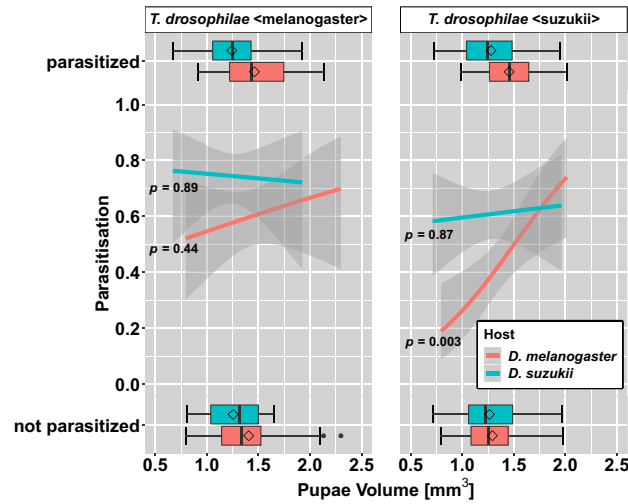 T. drosophilae <melanogaster>
T. drosophilae <suzukii>
parasitized
1.0
0.8
0.6
0.4
0.2
0.0
not parasitized
Parasitisation
p = 0.89
p = 0.44
p = 0.87
p = 0.003
Host
D. melanogaster
D. suzukii
0.5 1.0 1.5 2.0 2.5 0.5 1.0 1.5 2.0 2.5
Pupae Volume [mm³]